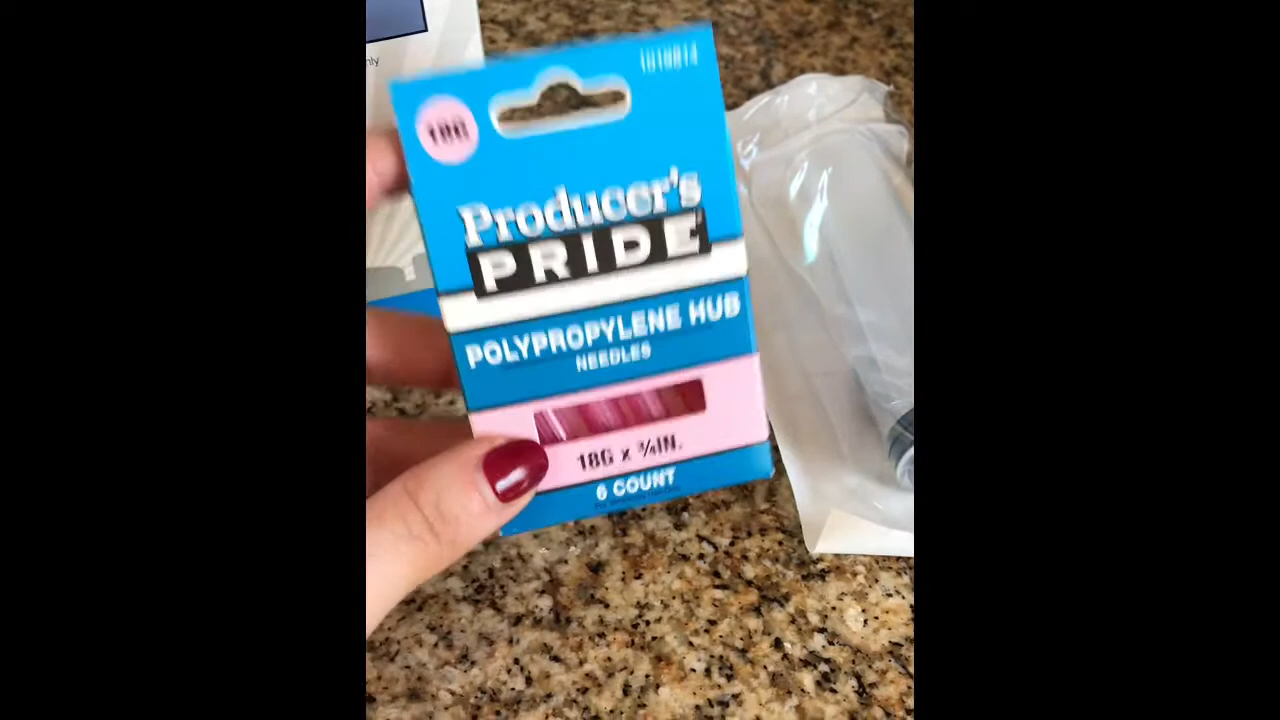 18G
Producer's
PRIDE
POLYPROPYLENE HUB
NEEDLES
18G x ¾IN.
6 COUNT